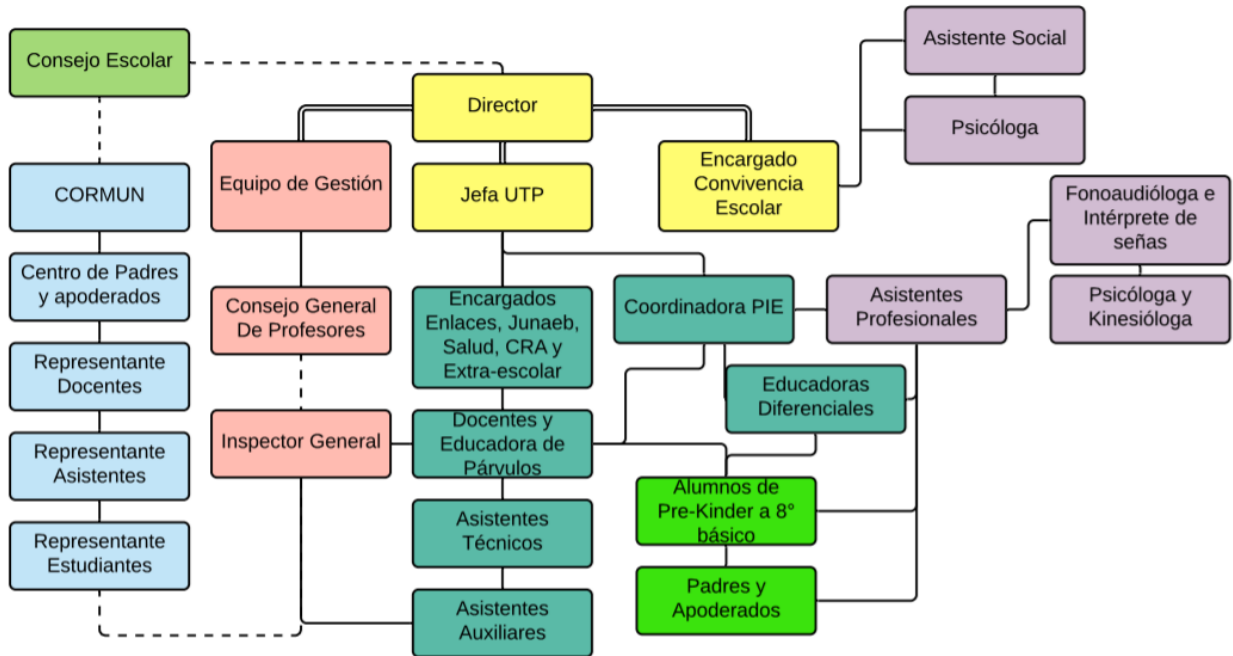 Consejo Escolar
Director
Asistente Social
Psicóloga
CORMUN
Equipo de Gestión
Jefa UTP
Encargado
Convivencia
Escolar
Fonoaudióloga e
Intérprete de
señas
Centro de Padres
y apoderados
Consejo General
De Profesores
Encargados
Enlaces, Junaeb,
Salud, CRA y
Extra-escolar
Coordinadora PIE
Asistentes
Profesionales
Psicóloga y
Kinesióloga
Representante
Docentes
Educadoras
Diferenciales
Representante
Asistentes
Inspector General
Docentes y
Educadora de
Párvulos
Alumnos de
Pre-Kinder a 8°
básico
Representante
Estudiantes
Asistentes
Técnicos
Padres y
Apoderados
Asistentes
Auxiliares